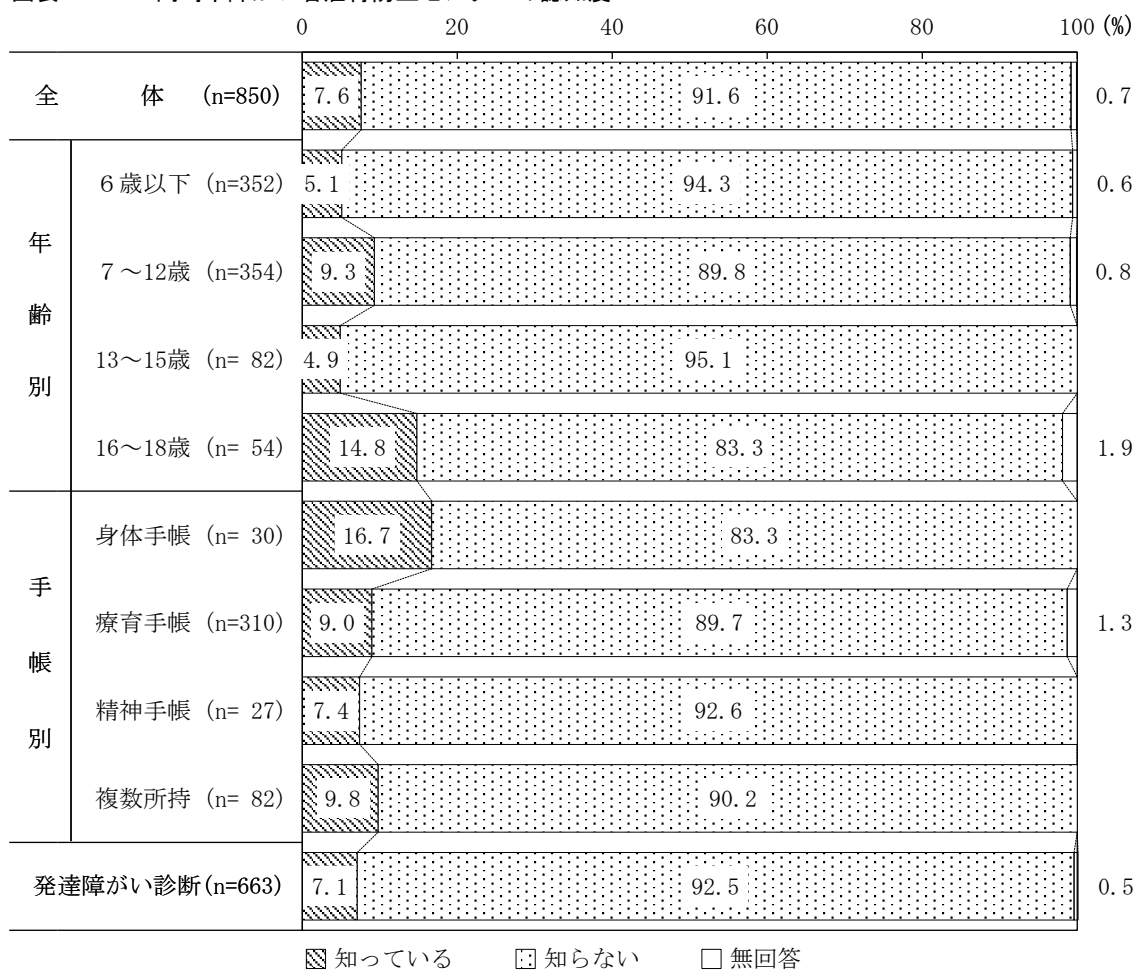 0 20 40 60 80 100 (%)
全体 (n=850) 7.6 91.6 0.7
年齢別
6歳以下 (n=352) 5.1 94.3 0.6
7～12歳 (n=354) 9.3 89.8 0.8
13～15歳 (n= 82) 4.9 95.1
16～18歳 (n= 54) 14.8 83.3 1.9
手帳別
身体手帳 (n= 30) 16.7 83.3
療育手帳 (n=310) 9.0 89.7 1.3
精神手帳 (n= 27) 7.4 92.6
複数所持 (n= 82) 9.8 90.2
発達障がい診断(n=663) 7.1 92.5 0.5
知っている 知らない 無回答